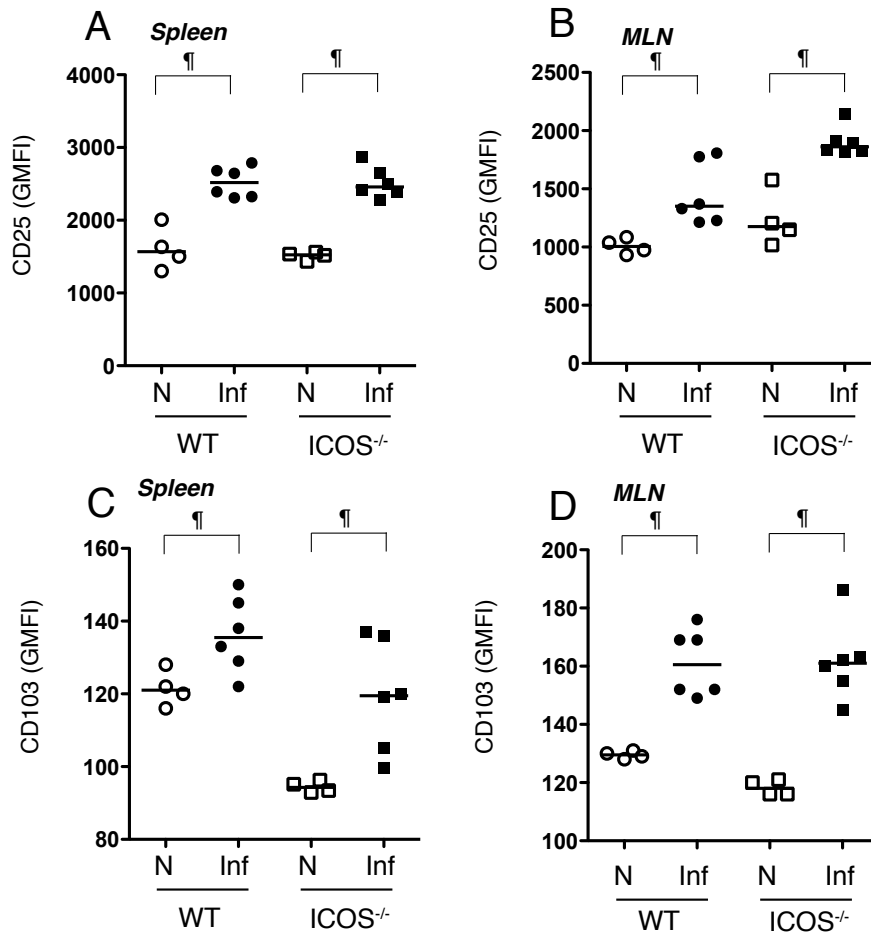 A
Spleen
¶ ¶
CD25 (GMFI)
4000
3000
2000
1000
0
N Inf N Inf
WT ICOS-/-
B
MLN
¶ ¶
CD25 (GMFI)
2500
2000
1500
1000
500
0
N Inf N Inf
WT ICOS-/-
C
Spleen
¶ ¶
CD103 (GMFI)
160
140
120
100
80
N Inf N Inf
WT ICOS-/-
D
MLN
¶ ¶
CD103 (GMFI)
200
180
160
140
120
100
N Inf N Inf
WT ICOS-/-